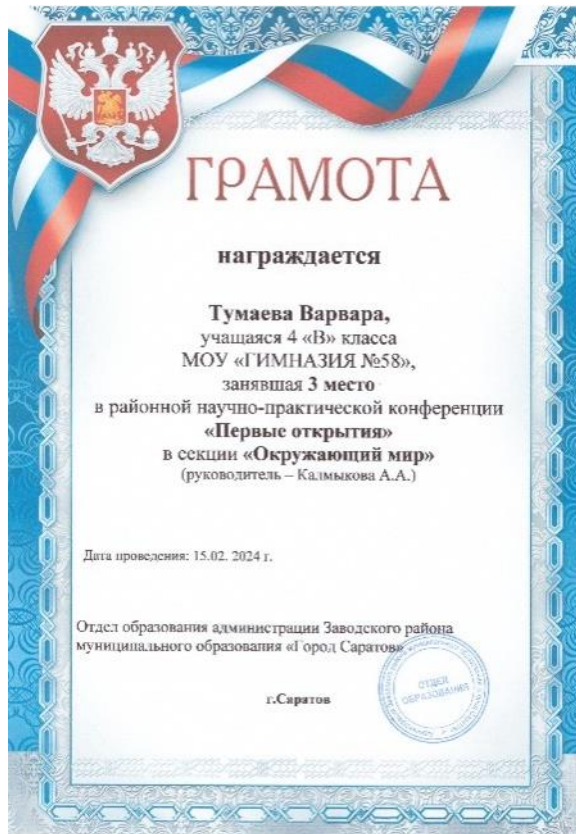 ГРАМОТА
награждается
Тумаева Варвара,
учащаяся 4 «В» класса
МОУ «ГИМНАЗИЯ №58»,
занявшая 3 место
в районной научно-практической конференции
«Первые открытия»
в секции «Окружающий мир»
(руководитель – Калмыкова А.А.)
Дата проведения: 15.02. 2024 г.
Отдел образования администрации Заводского района
муниципального образования «Город Саратов»
ОТДЕЛ
ОБРАЗОВАНИЯ
г.Саратов